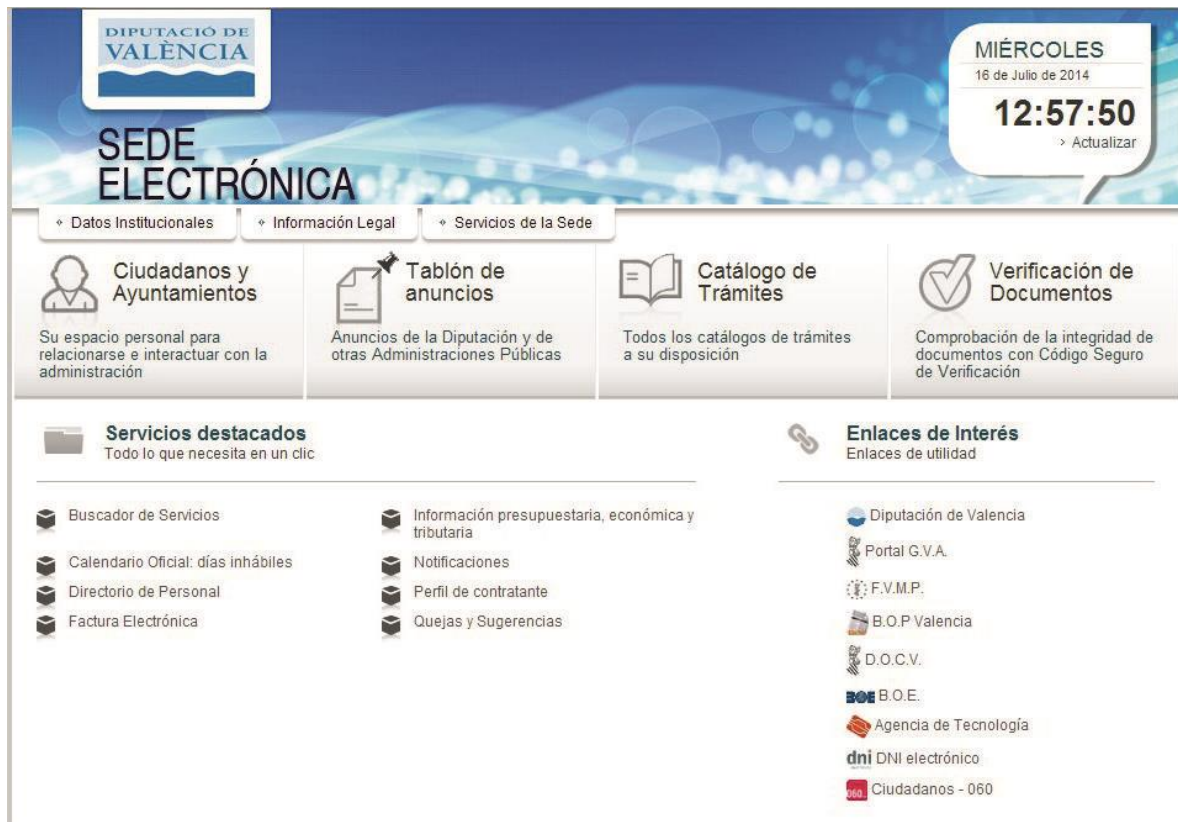 DIPUTACIÓ DE
VALÈNCIA
SEDE
ELECTRÓNICA
MIÉRCOLES
16 de Julio de 2014
12:57:50
› Actualizar
Datos Institucionales
Información Legal
Servicios de la Sede
Ciudadanos y
Ayuntamientos
Su espacio personal para
relacionarse e interactuar con la
administración
Tablón de
anuncios
Anuncios de la Diputación y de
otras Administraciones Públicas
Catálogo de
Trámites
Todos los catálogos de trámites
a su disposición
Verificación de
Documentos
Comprobación de la integridad de
documentos con Código Seguro
de Verificación
Servicios destacados
Todo lo que necesita en un clic
Buscador de Servicios
Calendario Oficial: días inhábiles
Directorio de Personal
Factura Electrónica
Información presupuestaria, económica y
tributaria
Notificaciones
Perfil de contratante
Quejas y Sugerencias
Enlaces de Interés
Enlaces de utilidad
Diputación de Valencia
Portal G.V.A.
F.V.M.P.
B.O.P Valencia
D.O.C.V.
BOE B.O.E.
Agencia de Tecnología
dni DNI electrónico
060 Ciudadanos - 060